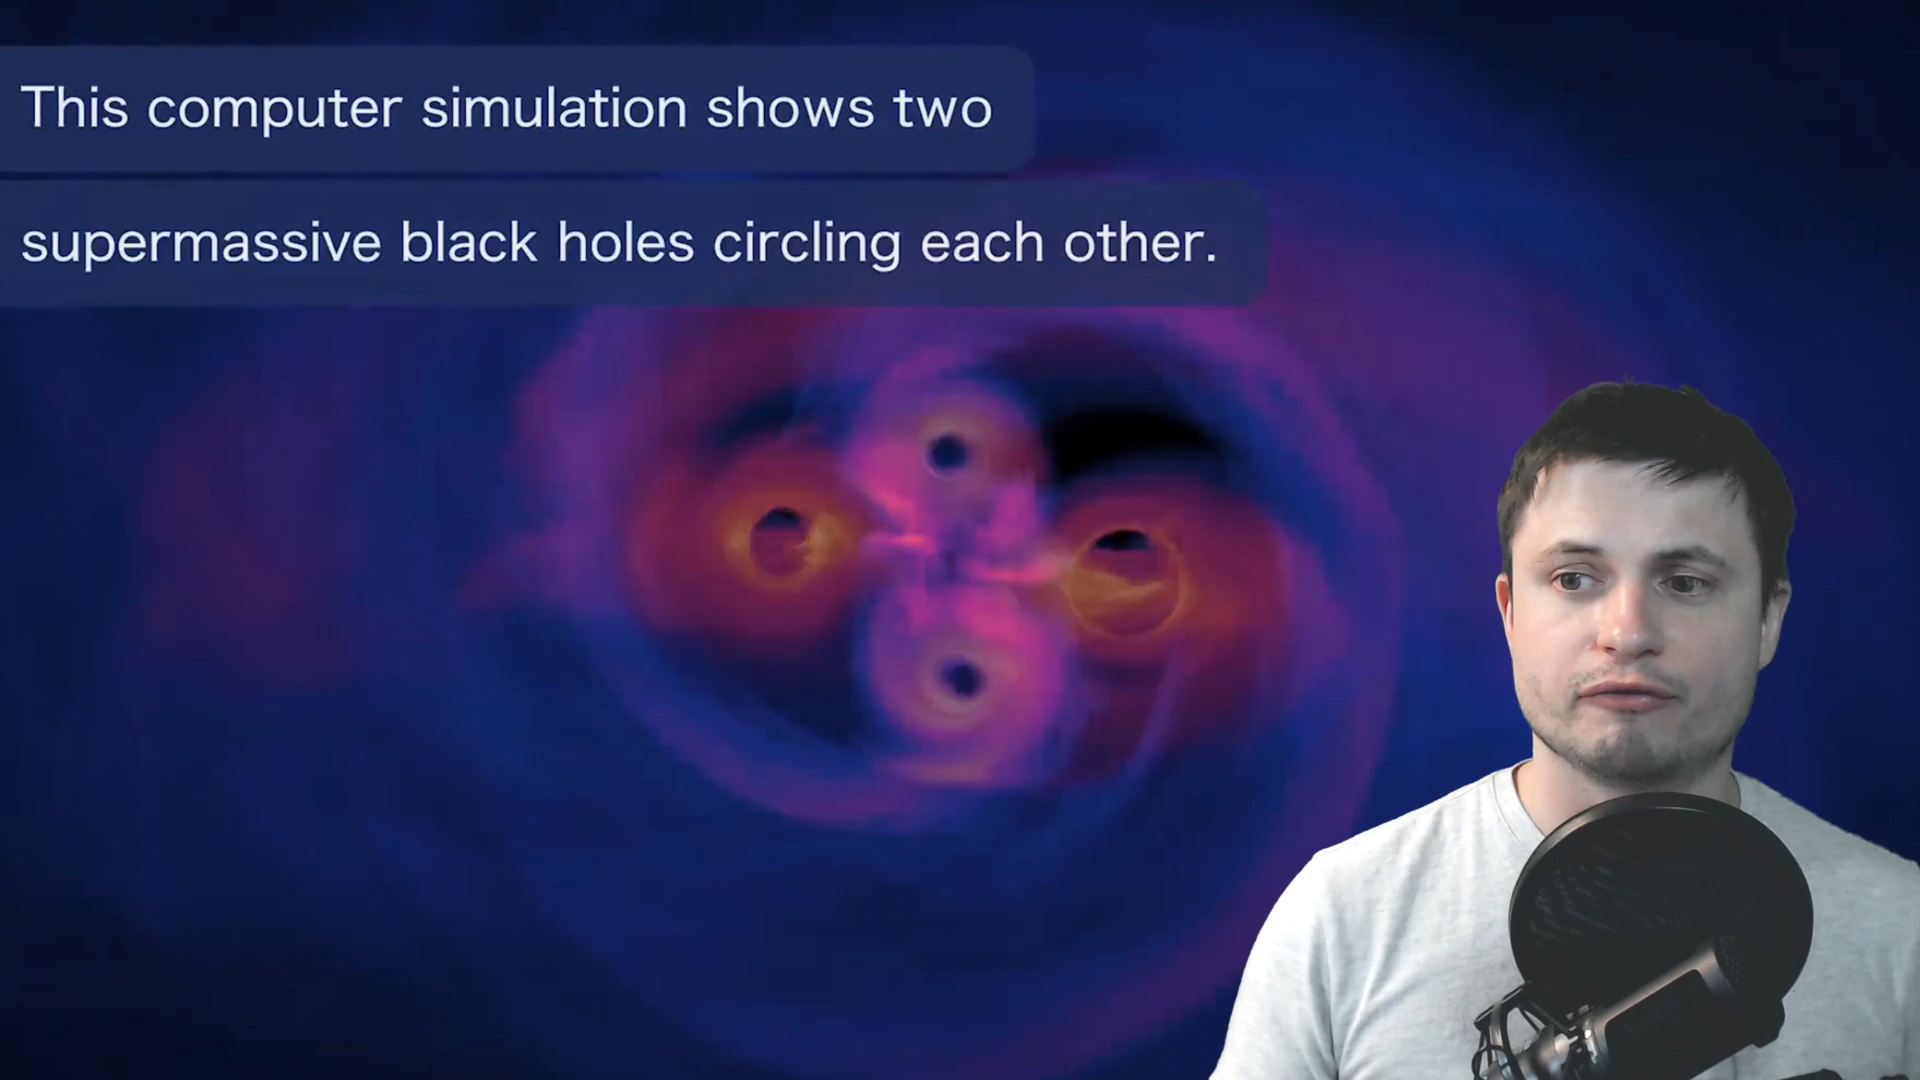 This computer simulation shows two
supermassive black holes circling each other.